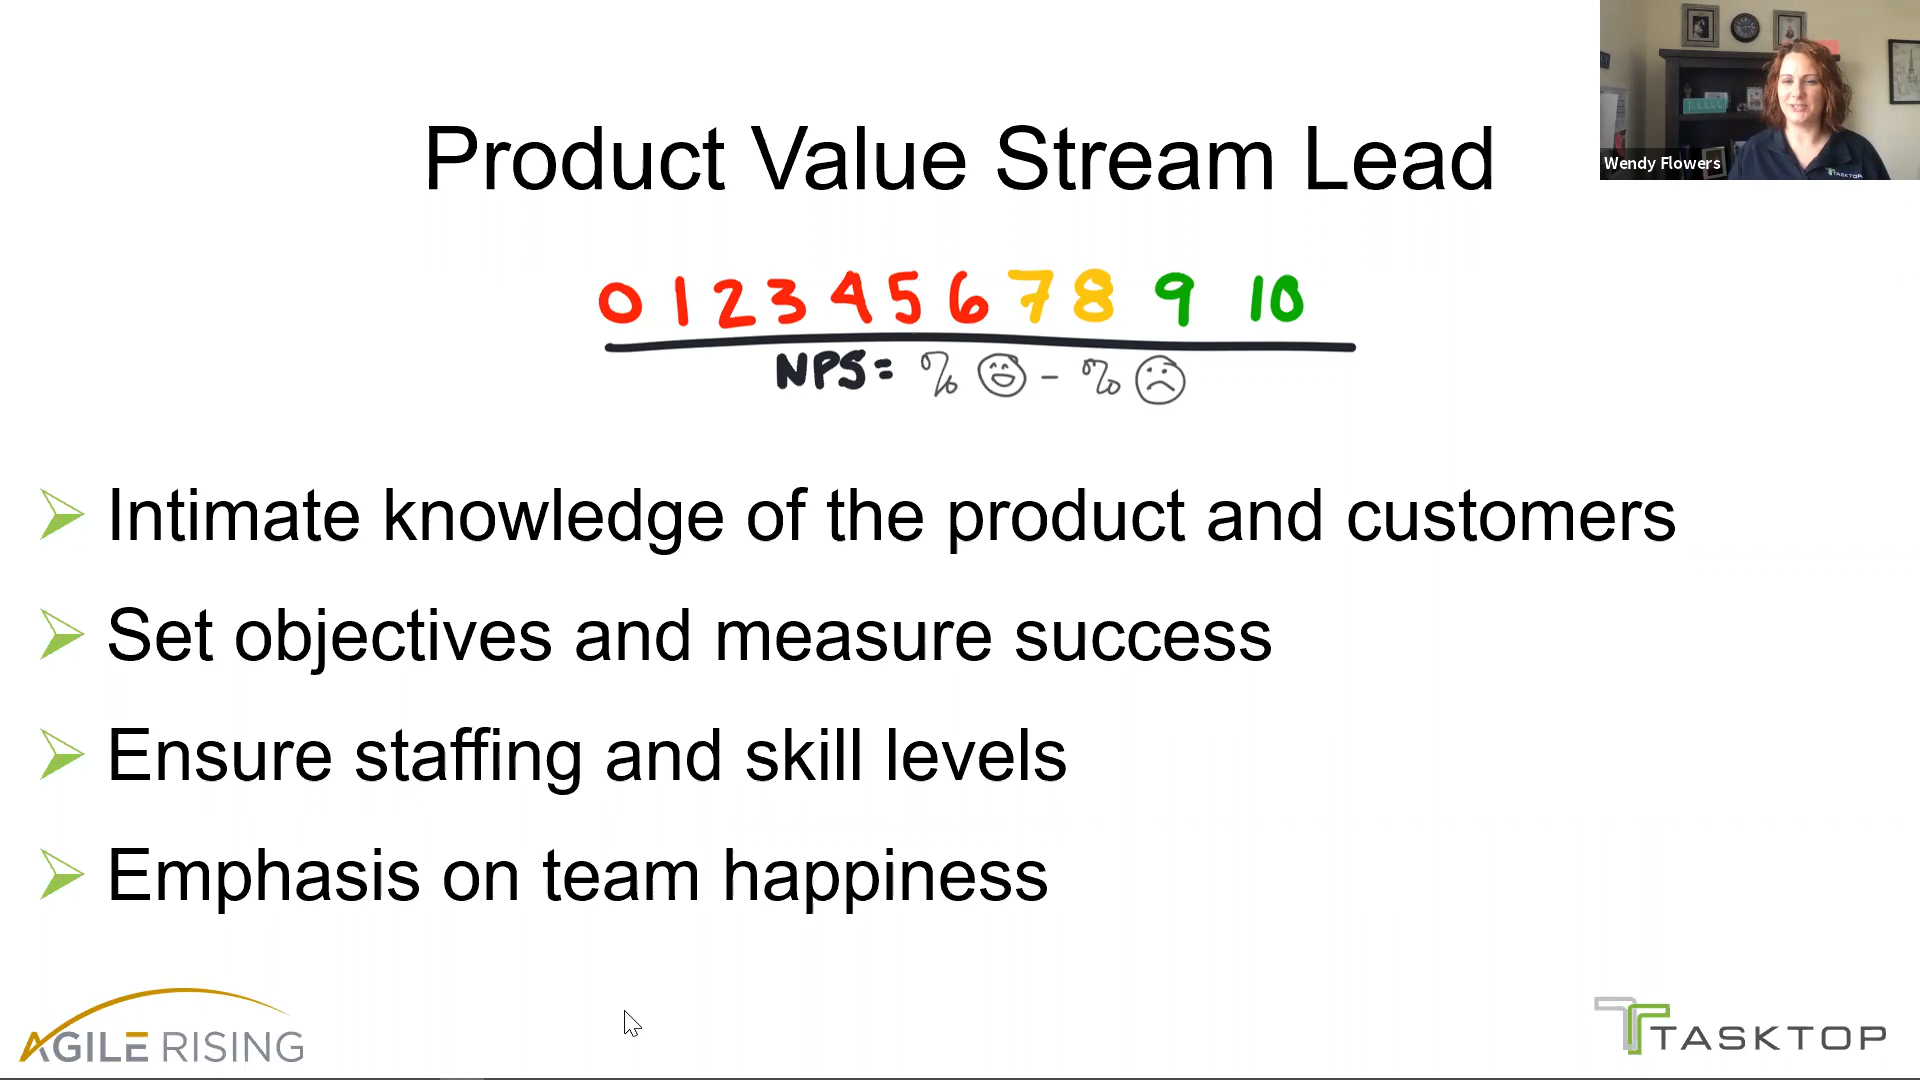 Product Value Stream Lead
Wendy Flowers
TASKTOP
0 1 2 3 4 5 6 7 8 9 10
NPS = % - %
Intimate knowledge of the product and customers
Set objectives and measure success
Ensure staffing and skill levels
Emphasis on team happiness
AGILE RISING
TASKTOP